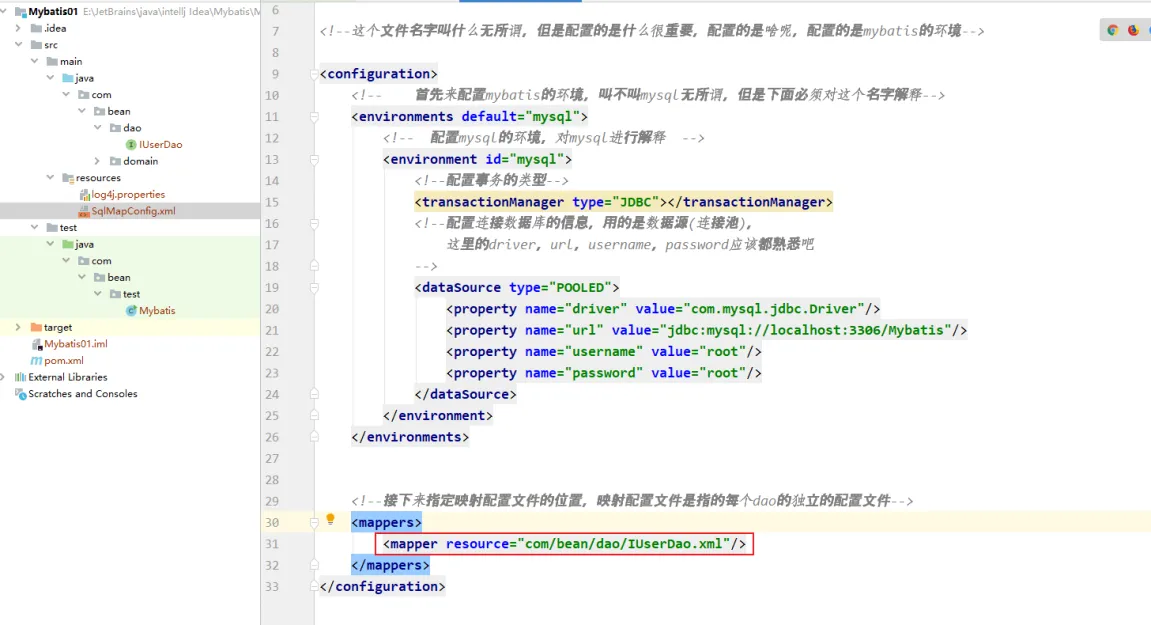 Mybatis01 E:\JetBrains\java\intellj Idea\Mybatis\M
.idea
src
main
java
com
bean
dao
IUserDao
domain
resources
log4j.properties
SqlMapConfig.xml
test
java
com
bean
test
Mybatis
target
Mybatis01.iml
pom.xml
External Libraries
Scratches and Consoles
6
7 <!--这个文件名字叫什么无所谓，但是配置的是什么很重要，配置的是啥呢，配置的是mybatis的环境-->
8
9 <configuration>
10 <!-- 首先来配置mybatis的环境，叫不叫mysql无所谓，但是下面必须对这个名字解释-->
11 <environments default="mysql">
12 <!-- 配置mysql的环境，对mysql进行解释 -->
13 <environment id="mysql">
14 <!--配置事务的类型-->
15 <transactionManager type="JDBC"></transactionManager>
16 <!--配置连接数据库的信息，用的是数据源(连接池)，
17 这里的driver，url，username，password应该都熟悉吧
18 -->
19 <dataSource type="POOLED">
20 <property name="driver" value="com.mysql.jdbc.Driver"/>
21 <property name="url" value="jdbc:mysql://localhost:3306/Mybatis"/>
22 <property name="username" value="root"/>
23 <property name="password" value="root"/>
24 </dataSource>
25 </environment>
26 </environments>
27
28
29 <!--接下来指定映射配置文件的位置，映射配置文件是指的每个dao的独立的配置文件-->
30 <mappers>
31 <mapper resource="com/bean/dao/IUserDao.xml"/>
32 </mappers>
33 </configuration>